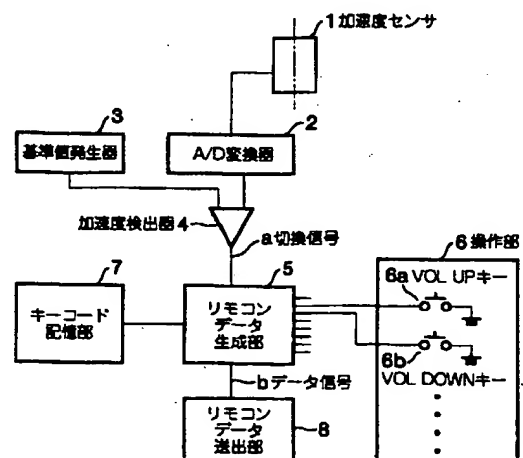 1加速度センサ
3
2
基準値発生器
A/D変換器
加速度検出器4
a切換信号
7
5
6操作部
キーコード
記憶部
リモコン
データ
生成部
6a VOL UPキー
6b
VOL DOWNキー
bデータ信号
リモコン
データ
送出部
8